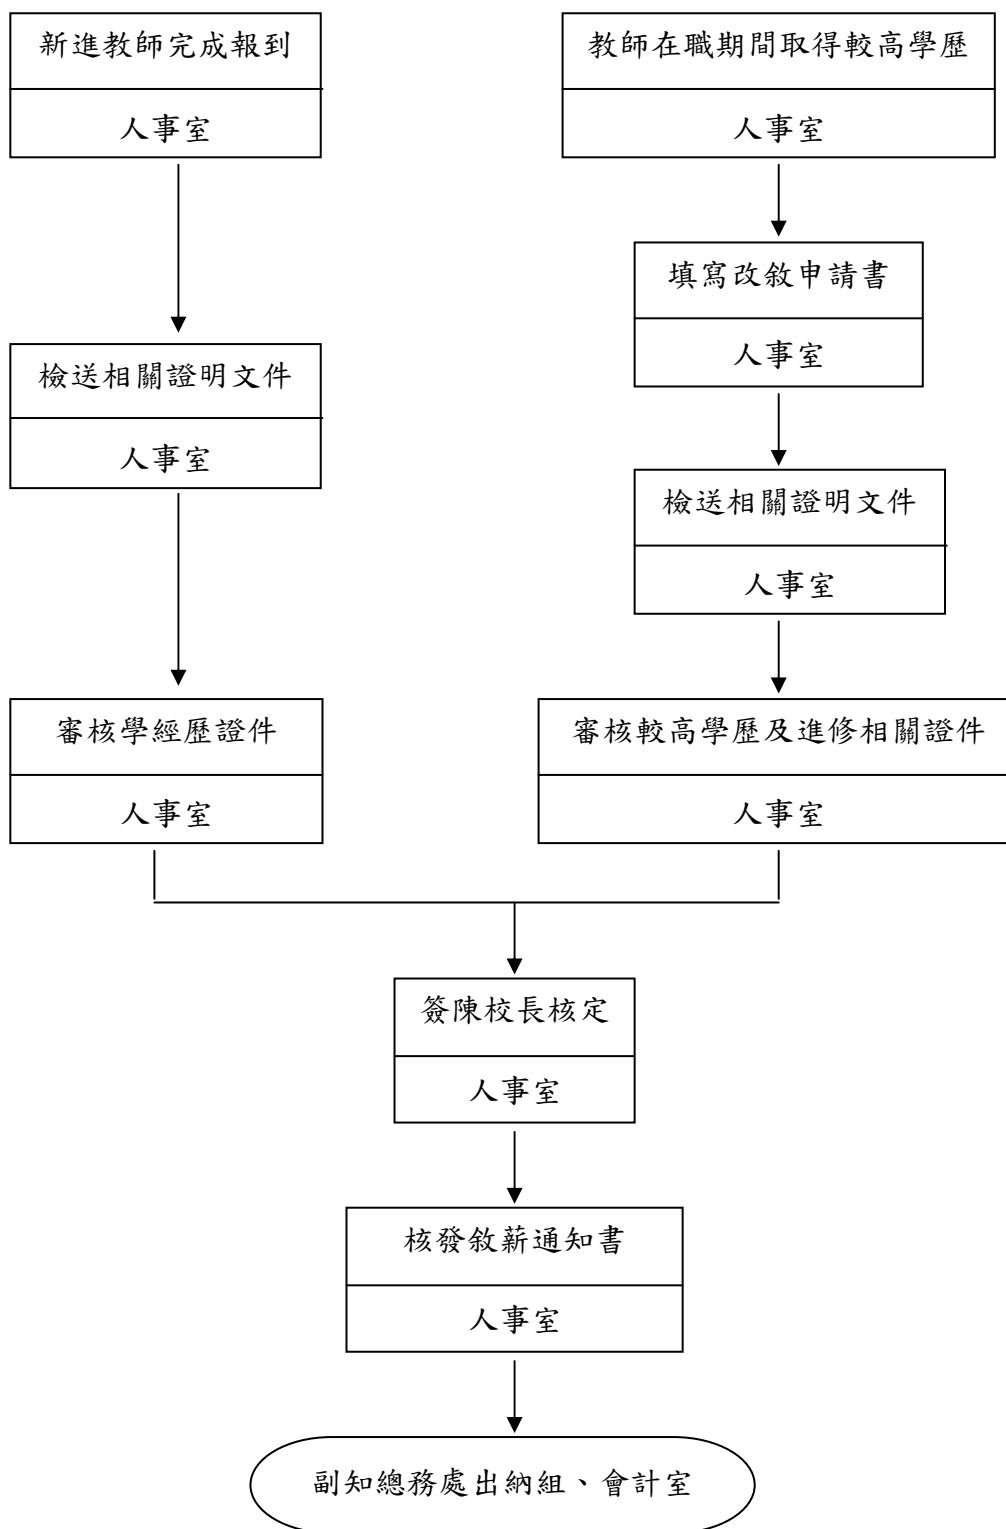 新進教師完成報到
人事室
教師在職期間取得較高學歷
人事室
填寫改敘申請書
人事室
檢送相關證明文件
人事室
檢送相關證明文件
人事室
審核學經歷證件
人事室
審核較高學歷及進修相關證件
人事室
簽陳校長核定
人事室
核發敘薪通知書
人事室
副知總務處出納組、會計室